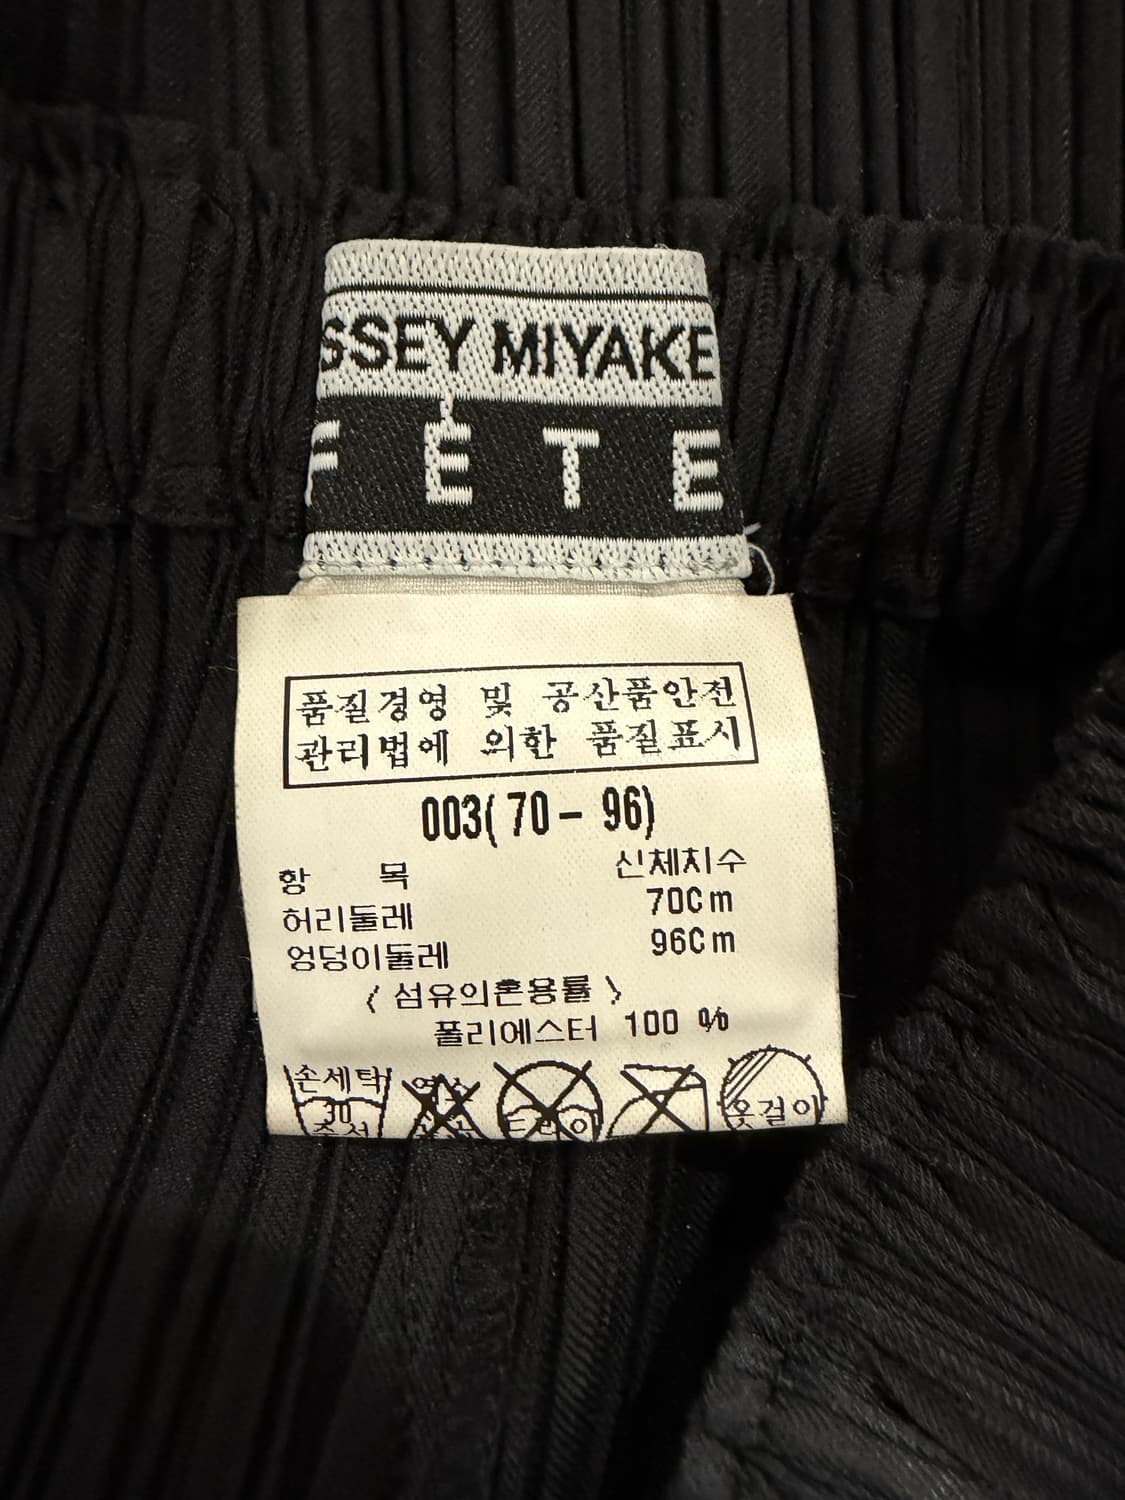 SSEY MIYAKE
FÊTE
품질경영 및 공산품안전
관리법에 의한 품질표시
003(70-96)
항 목 신체치수
허리둘레 70Cm
엉덩이둘레 96Cm
〈 섬유의혼용률 〉
폴리에스터 100 %
손세탁
30 옷걸이